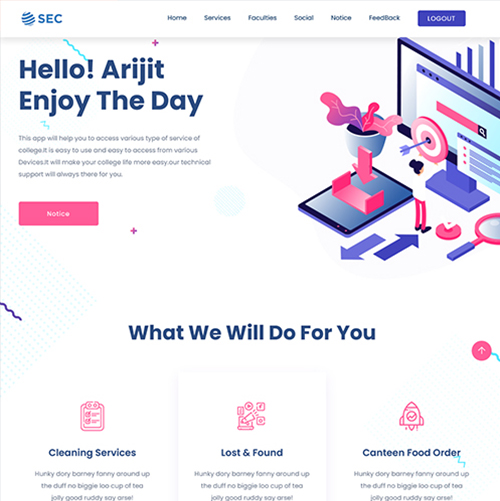 SEC
Home Services Faculties Social Notice FeedBack LOGOUT
Hello! Arijit
Enjoy The Day
This app will help you to access various type of service of
college.It is easy to use and easy to access from various
Devices.It will make your college life more easy.our technical
support will always there for you.
Notice
What We Will Do For You
Cleaning Services
Hunky dory barney fanny around up
the duff no biggie loo cup of tea
jolly good ruddy say arse!
Lost & Found
Hunky dory barney fanny around up
the duff no biggie loo cup of tea
jolly good ruddy say arse!
Canteen Food Order
Hunky dory barney fanny around up
the duff no biggie loo cup of tea
jolly good ruddy say arse!